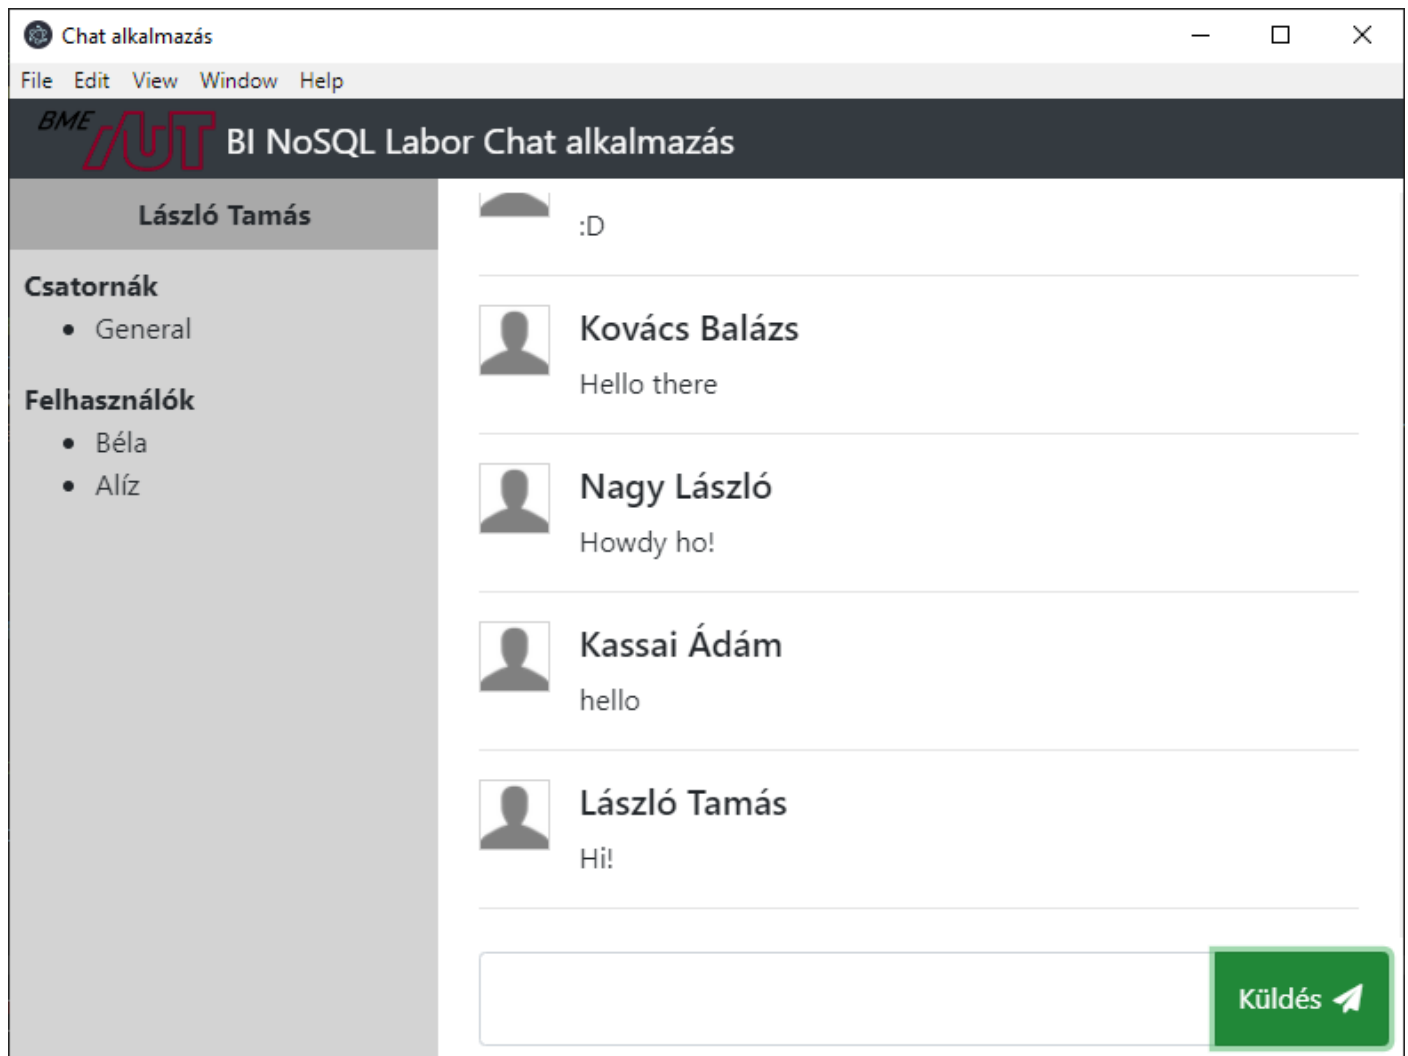 Chat alkalmazás
File Edit View Window Help
BME AUT BI NoSQL Labor Chat alkalmazás
László Tamás
Csatornák
General
Felhasználók
Béla
Alíz
:D
Kovács Balázs
Hello there
Nagy László
Howdy ho!
Kassai Ádám
hello
László Tamás
Hi!
Küldés